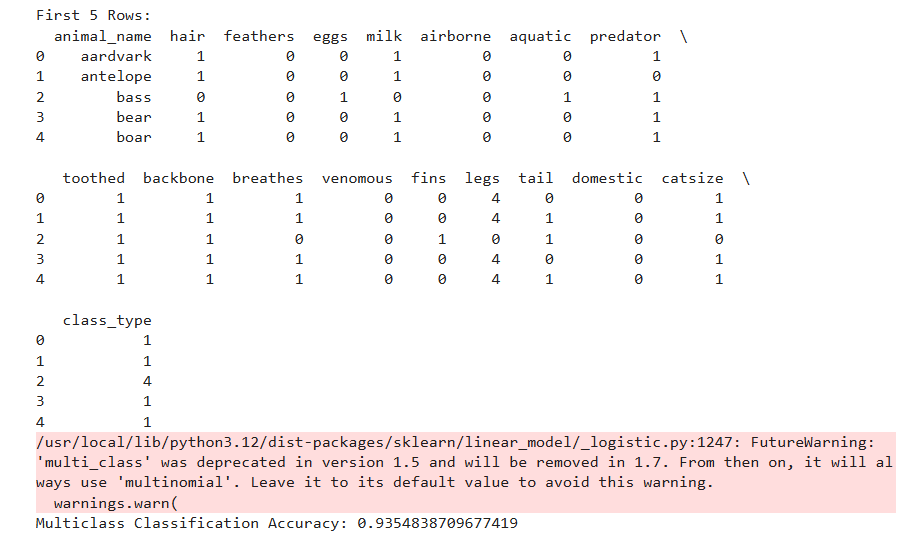 First 5 Rows:
  animal_name  hair  feathers  eggs  milk  airborne  aquatic  predator  \
0    aardvark     1         0     0     1         0        0         1
1    antelope     1         0     0     1         0        0         0
2        bass     0         0     1     0         0        1         1
3        bear     1         0     0     1         0        0         1
4        boar     1         0     0     1         0        0         1
   toothed  backbone  breathes  venomous  fins  legs  tail  domestic  catsize  \
0        1         1         1         0     0     4     0         0        1
1        1         1         1         0     0     4     1         0        1
2        1         1         0         0     1     0     1         0        0
3        1         1         1         0     0     4     0         0        1
4        1         1         1         0     0     4     1         0        1
   class_type
0           1
1           1
2           4
3           1
4           1
/usr/local/lib/python3.12/dist-packages/sklearn/linear_model/_logistic.py:1247: FutureWarning:
'multi_class' was deprecated in version 1.5 and will be removed in 1.7. From then on, it will al
ways use 'multinomial'. Leave it to its default value to avoid this warning.
  warnings.warn(
Multiclass Classification Accuracy: 0.9354838709677419